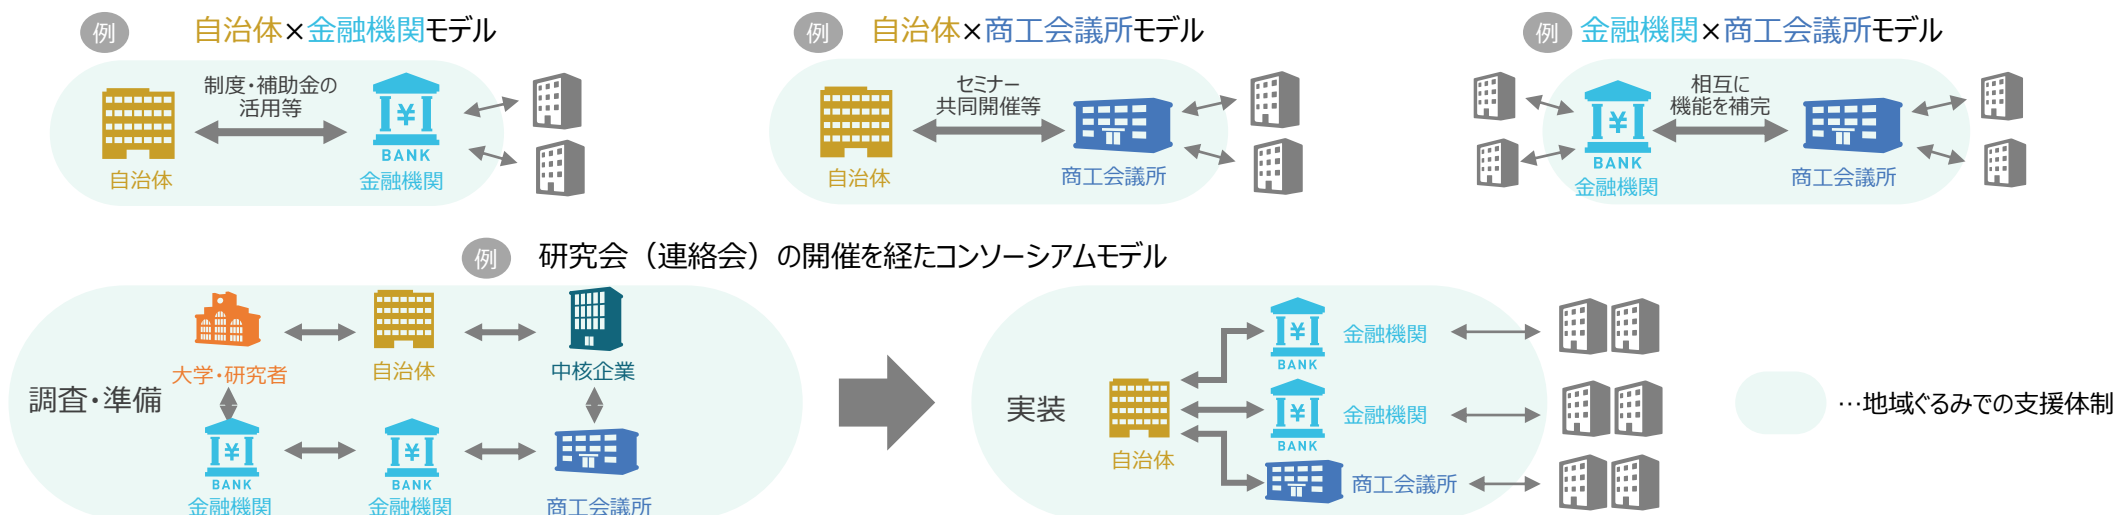 例
自治体×金融機関モデル
制度・補助金の
活用等
BANK
自治体
金融機関
例
自治体×商工会議所モデル
セミナー
共同開催等
自治体
商工会議所
例
金融機関×商工会議所モデル
相互に
機能を補完
BANK
金融機関
商工会議所
例
研究会（連絡会）の開催を経たコンソーシアムモデル
調査・準備
大学・研究者
自治体
中核企業
BANK
金融機関
BANK
金融機関
商工会議所
実装
自治体
BANK
金融機関
BANK
金融機関
商工会議所
…地域ぐるみでの支援体制